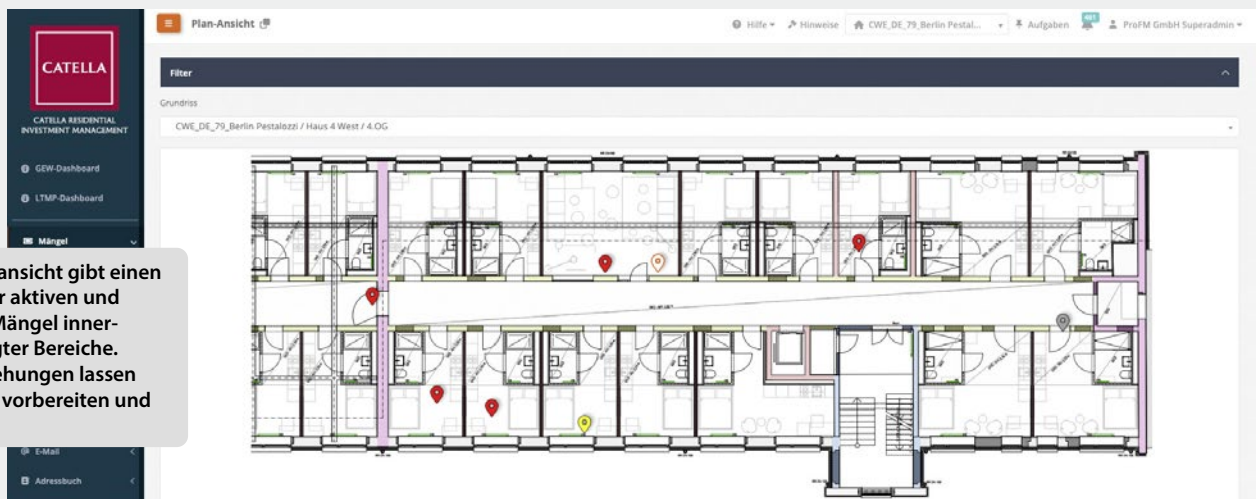 Plan-Ansicht
Hilfe
Hinweise
CWE_DE_79_Berlin Pestal...
Aufgaben
ProFM GmbH Superadmin
CATELLA
CATELLA RESIDENTIAL
INVESTMENT MANAGEMENT
Filter
Grundriss
CWE_DE_79_Berlin Pestalozzi / Haus 4 West / 4.OG
GEW-Dashboard
LTMP-Dashboard
Mängel
ansicht gibt einen
r aktiven und
Mängel inner-
gter Bereiche.
ehungen lassen
vorbereiten und
E-Mail
Adressbuch